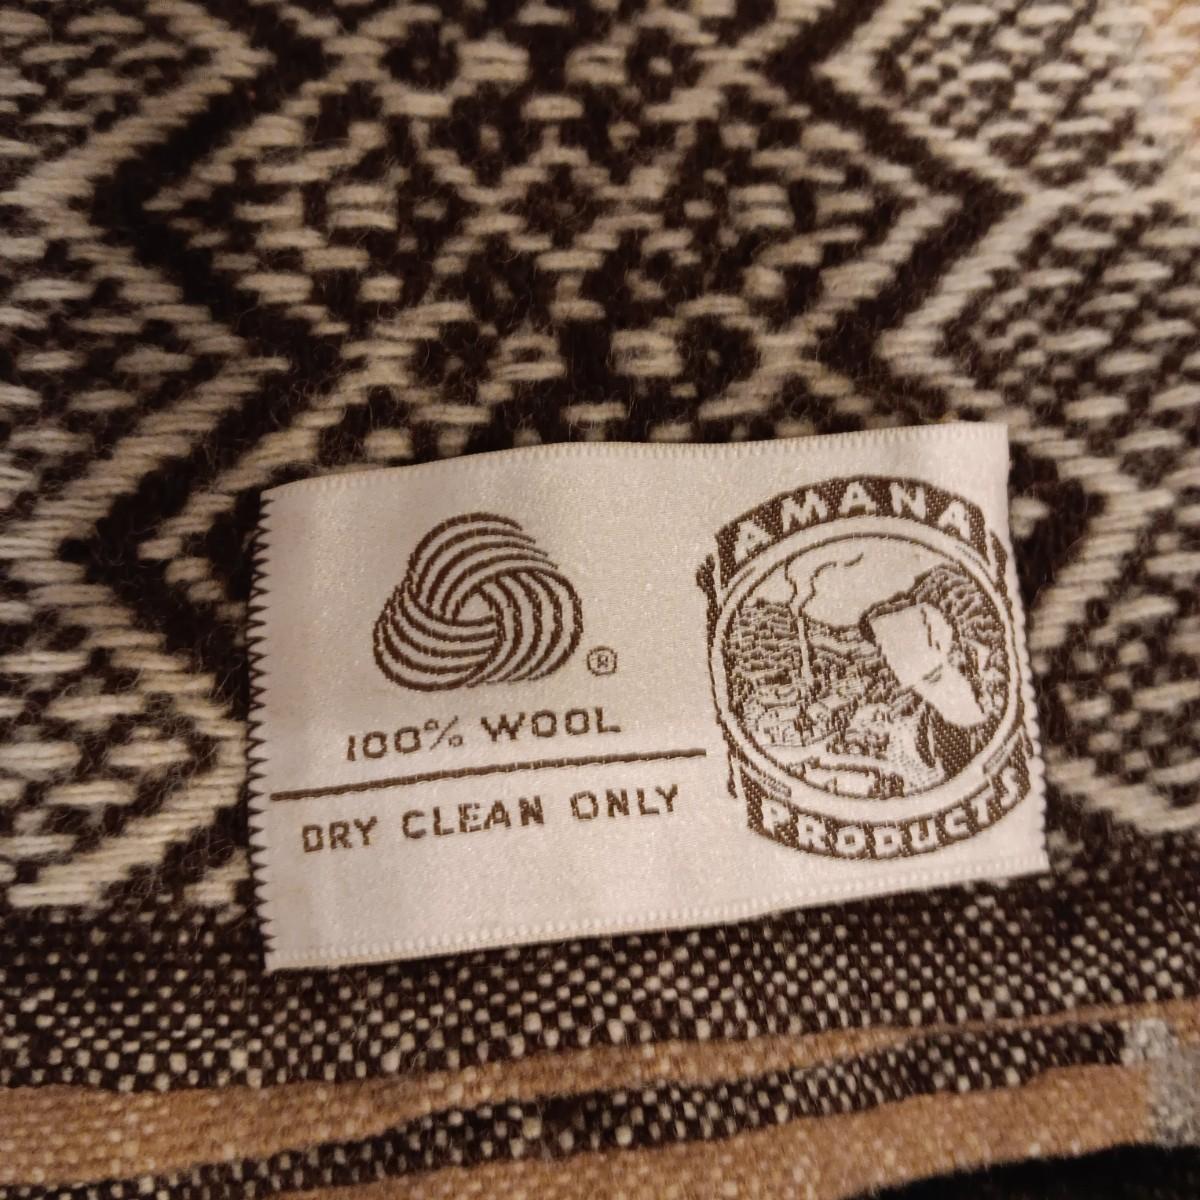 ®
100% WOOL
DRY CLEAN ONLY
AMANA
PRODUCTS